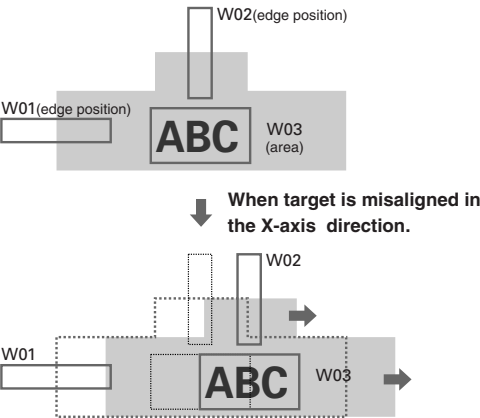 W02(edge position)
W01(edge position)
ABC
W03
(area)
When target is misaligned in
the X-axis direction.
W02
W01
ABC
W03